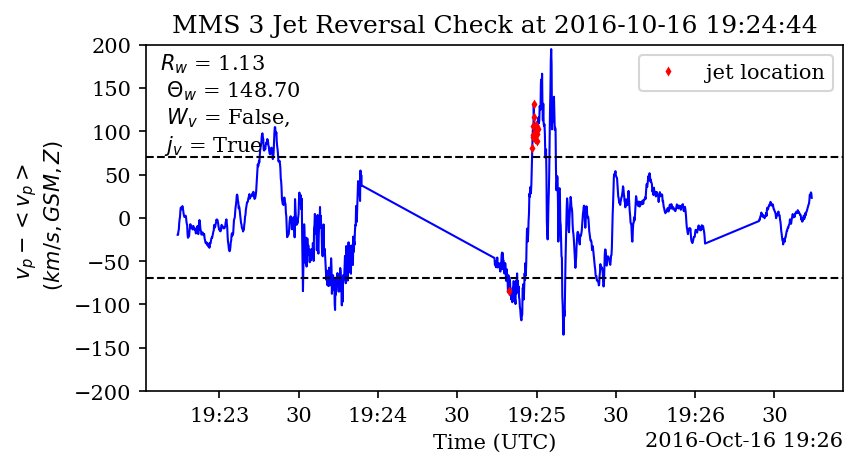 MMS 3 Jet Reversal Check at 2016-10-16 19:24:44
R_w = 1.13
Θ_w = 148.70
W_v = False,
j_v = True
jet location
200
150
100
50
0
−50
−100
−150
−200
v_p − <v_p>
(km/s, GSM, Z)
19:23 30 19:24 30 19:25 30 19:26 30
Time (UTC)
2016-Oct-16 19:26